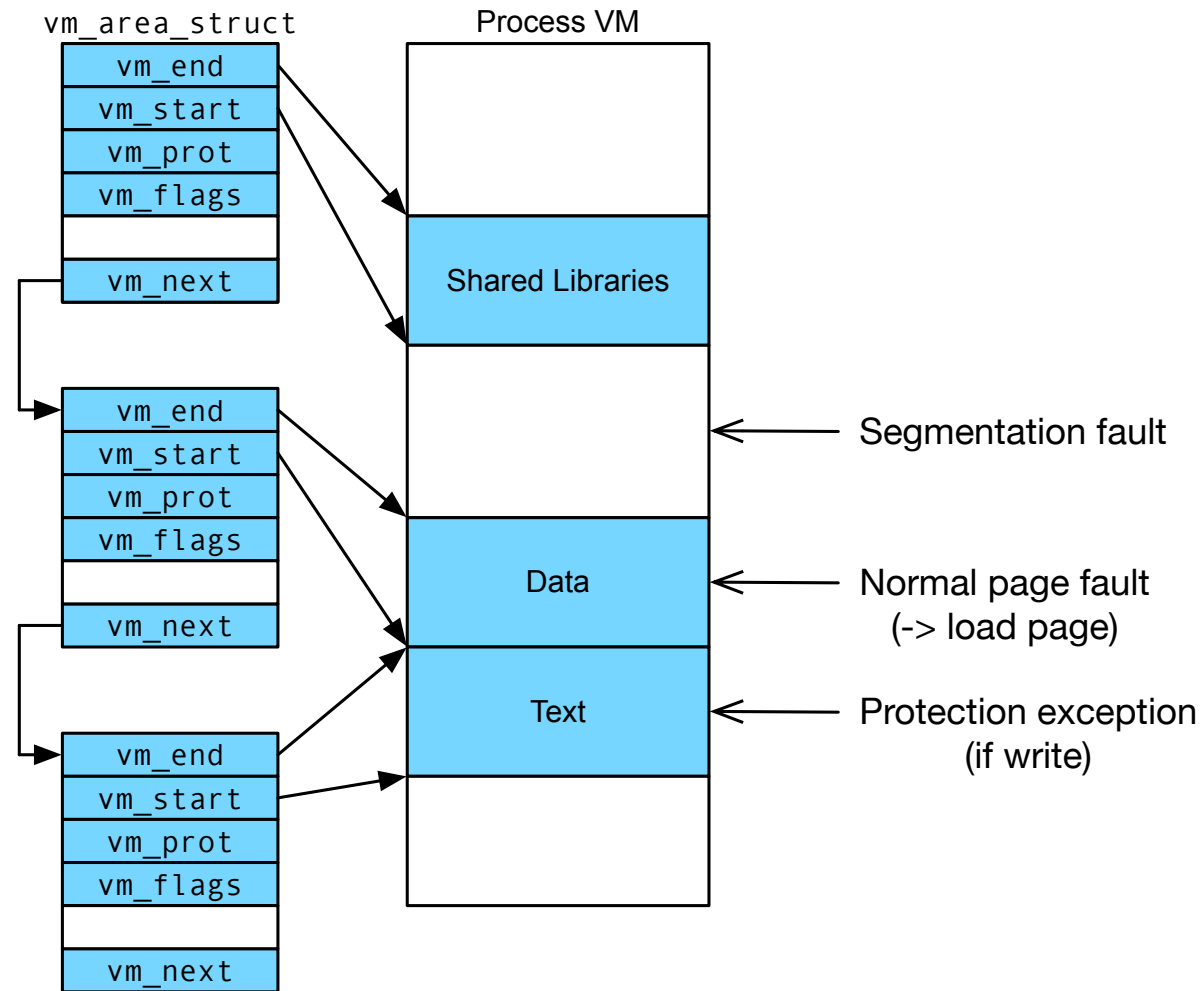 vm_area_struct
vm_end
vm_start
vm_prot
vm_flags
vm_next
vm_end
vm_start
vm_prot
vm_flags
vm_next
vm_end
vm_start
vm_prot
vm_flags
vm_next
Process VM
Shared Libraries
Data
Text
Segmentation fault
Normal page fault
(-> load page)
Protection exception
(if write)